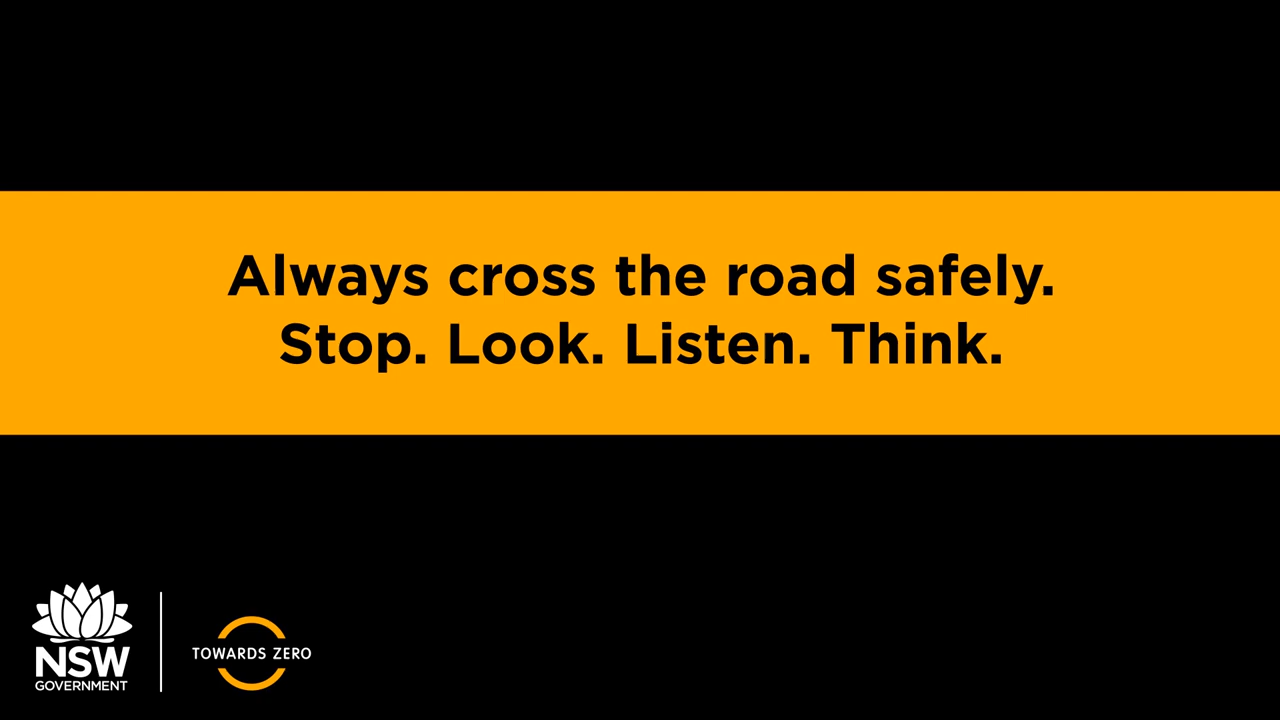 Always cross the road safely.
Stop. Look. Listen. Think.
NSW
GOVERNMENT
TOWARDS ZERO